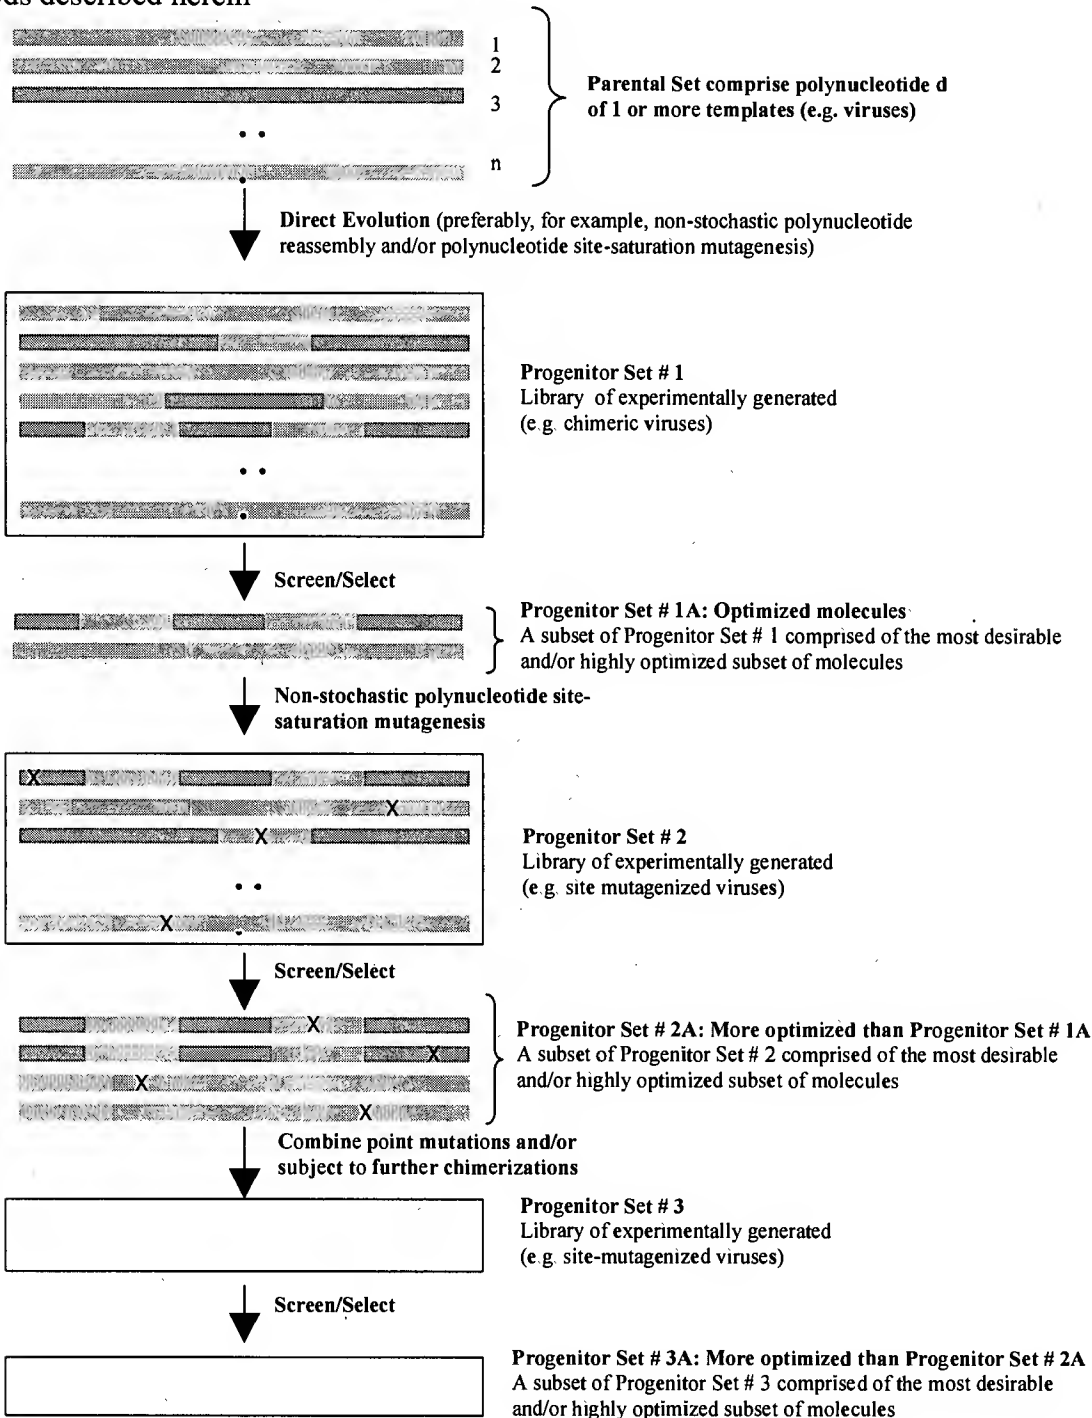 described herein
1
2
Parental Set comprise polynucleotide d
of 1 or more templates (e.g. viruses)
3
n
Direct Evolution (preferably, for example, non-stochastic polynucleotide
reassembly and/or polynucleotide site-saturation mutagenesis)
Progenitor Set # 1
Library of experimentally generated
(e.g. chimeric viruses)
Screen/Select
Progenitor Set # 1A: Optimized molecules
A subset of Progenitor Set # 1 comprised of the most desirable
and/or highly optimized subset of molecules
Non-stochastic polynucleotide site-
saturation mutagenesis
X
X
X
Progenitor Set # 2
Library of experimentally generated
(e.g. site mutagenized viruses)
X
Screen/Select
X
Progenitor Set # 2A: More optimized than Progenitor Set # 1A
X
A subset of Progenitor Set # 2 comprised of the most desirable
and/or highly optimized subset of molecules
X
X
Combine point mutations and/or
subject to further chimerizations
Progenitor Set # 3
Library of experimentally generated
(e.g. site-mutagenized viruses)
Screen/Select
Progenitor Set # 3A: More optimized than Progenitor Set # 2A
A subset of Progenitor Set # 3 comprised of the most desirable
and/or highly optimized subset of molecules